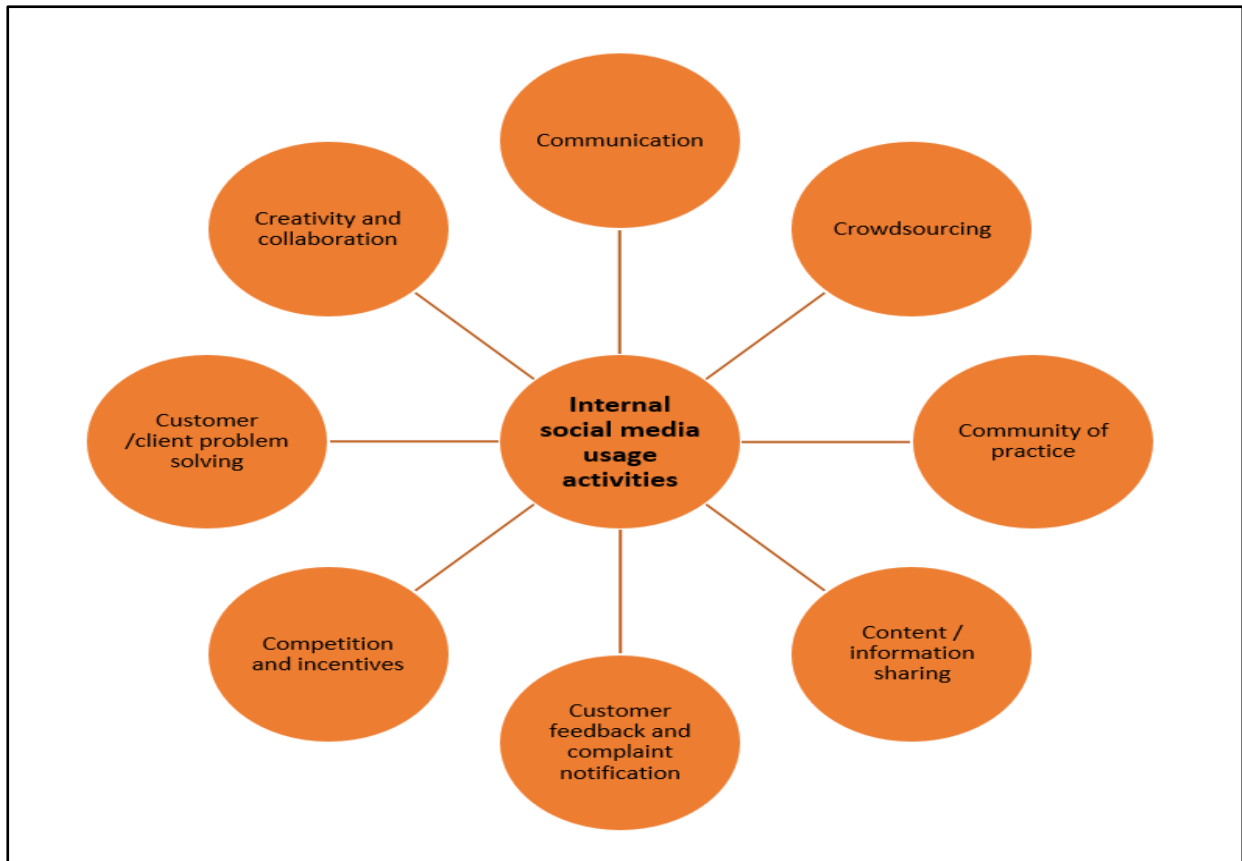 Communication
Creativity and
collaboration
Crowdsourcing
Customer
/client problem
solving
Internal
social media
usage
activities
Community of
practice
Competition
and incentives
Content /
information
sharing
Customer
feedback and
complaint
notification